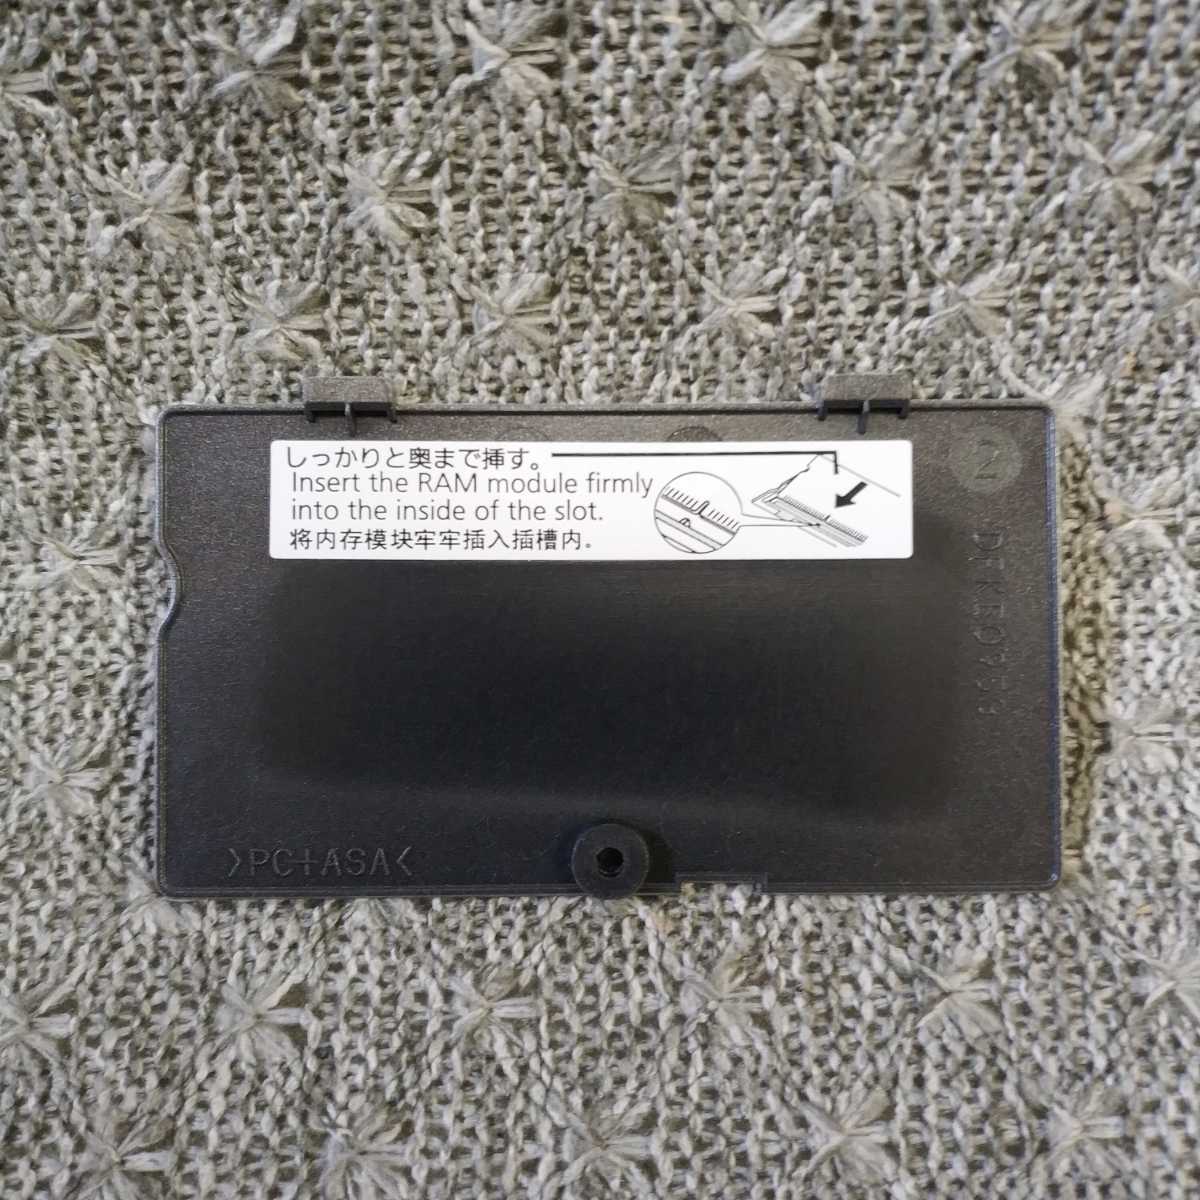 しっかりと奥まで挿す。
Insert the RAM module firmly
into the inside of the slot.
将内存模块牢牢插入插槽内。
>PC+ASA<